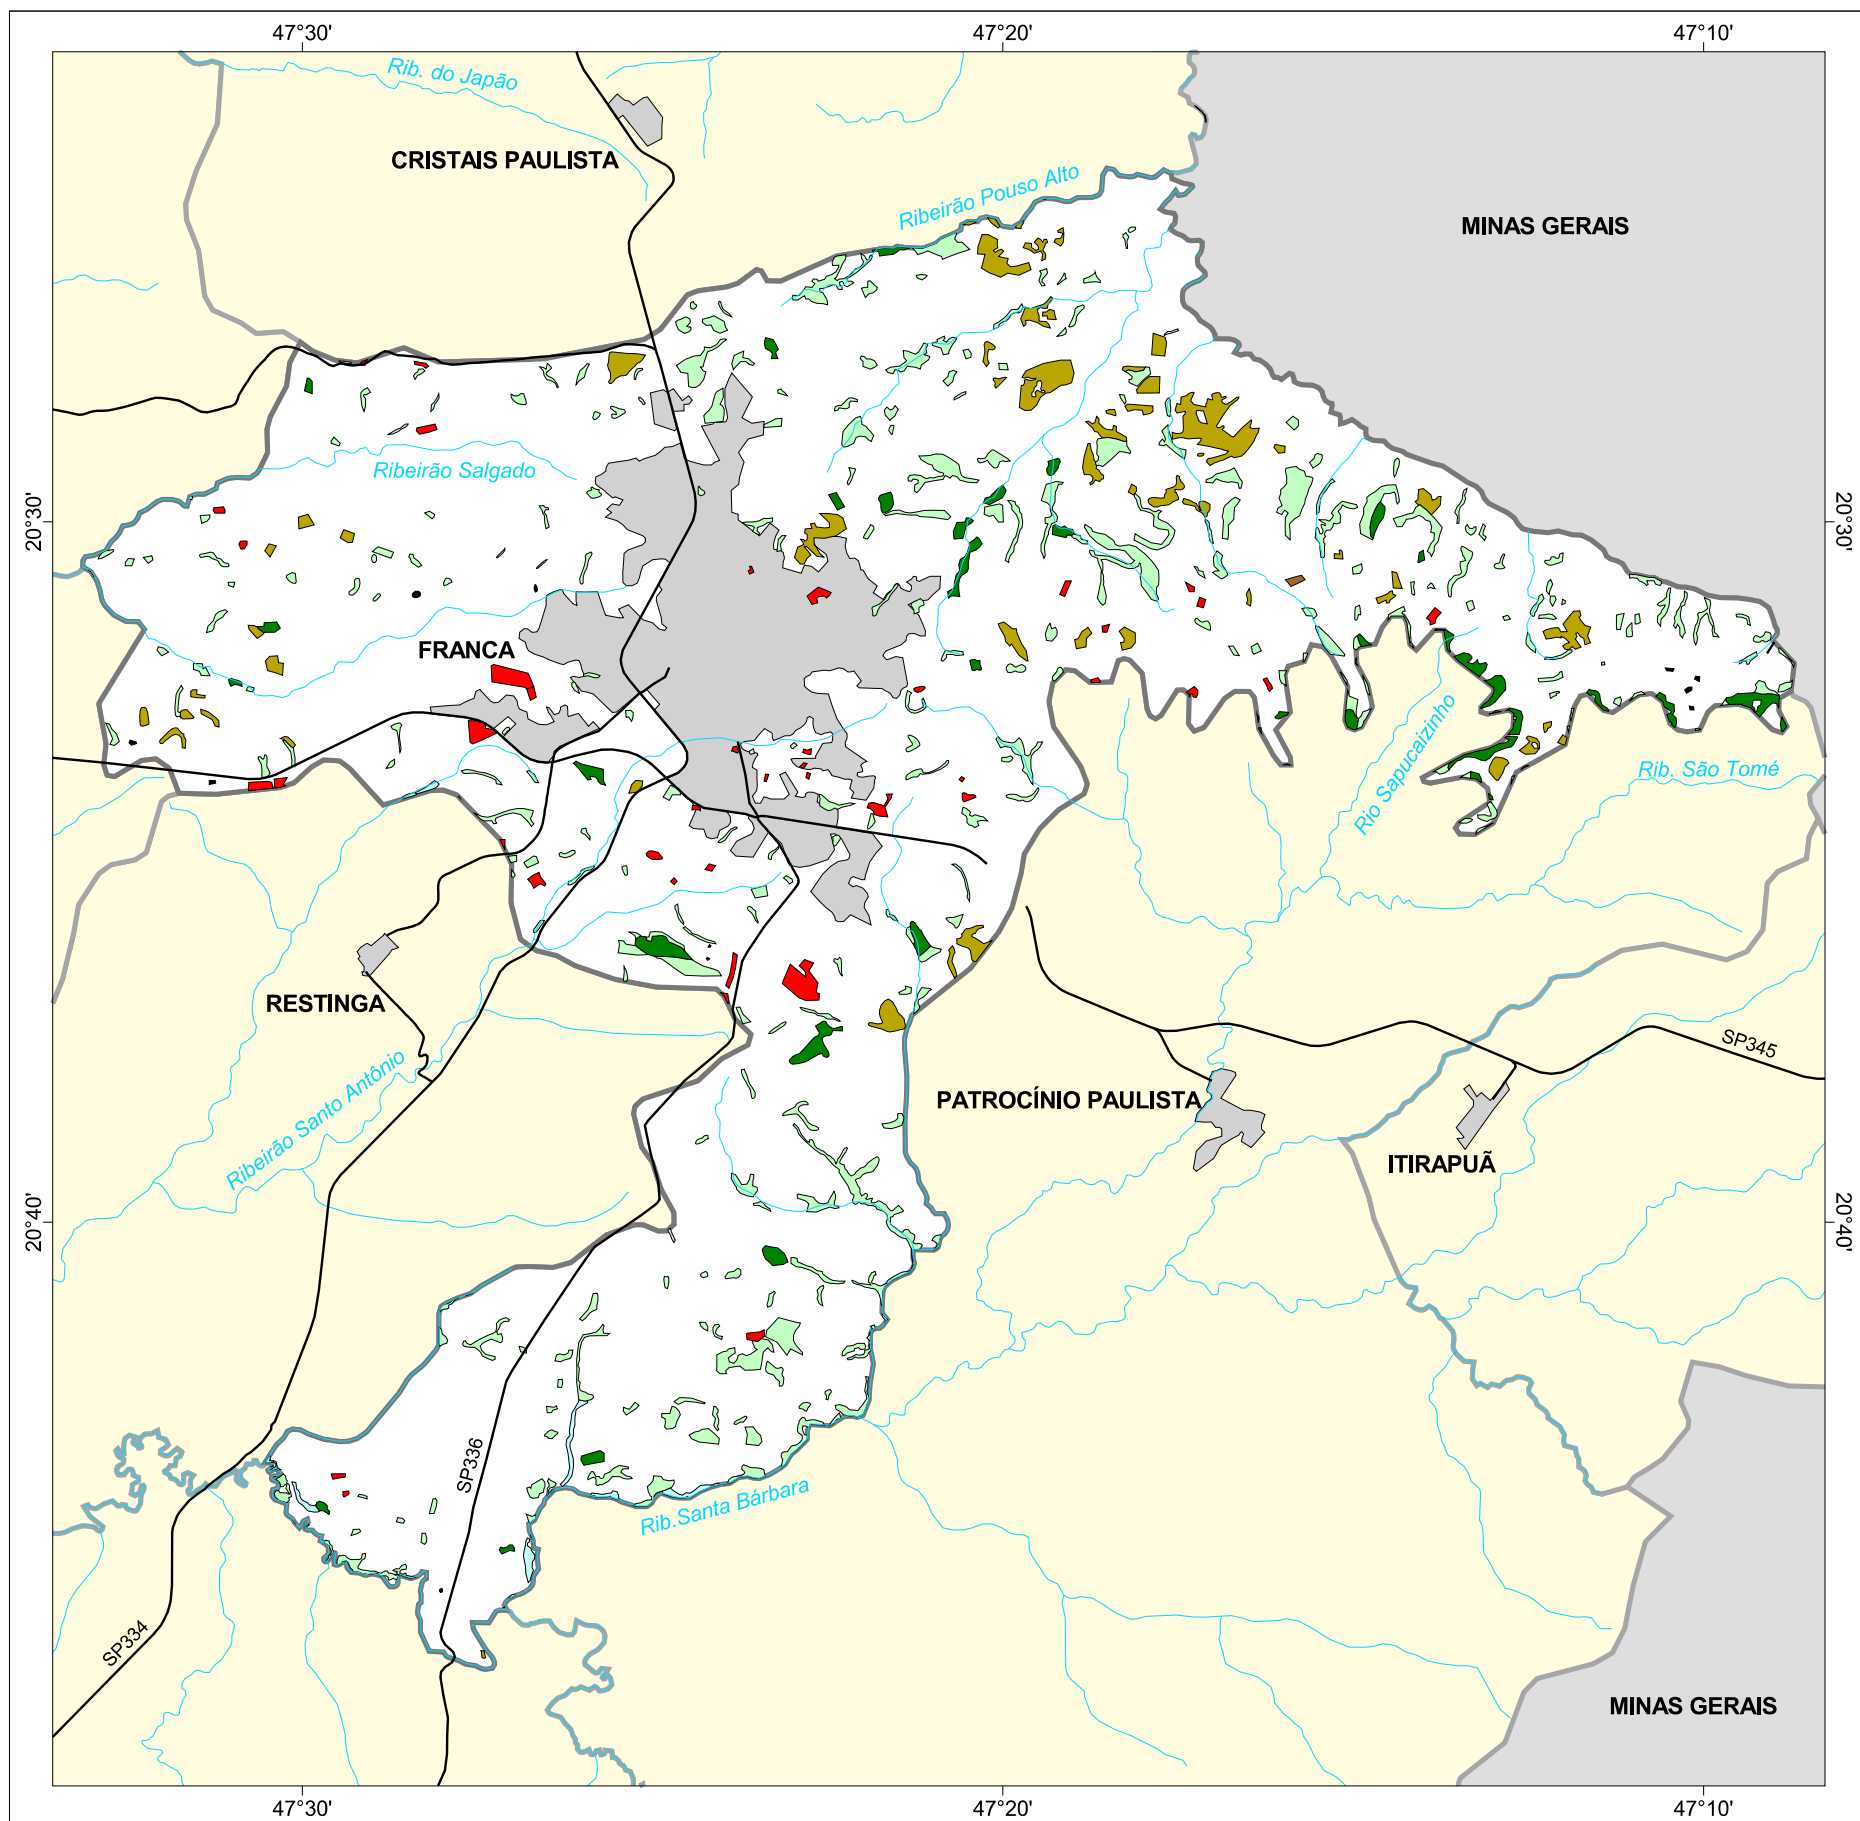 47°30'
47°20'
47°10'
Rib. do Japão
CRISTAIS PAULISTA
Ribeirão Pouso Alto
MINAS GERAIS
Ribeirão Salgado
20°30'
20°30'
FRANCA
Rio Sapucaizinho
Rib. São Tomé
RESTINGA
SP345
Ribeirão Santo Antônio
PATROCÍNIO PAULISTA
ITIRAPUÃ
20°40'
20°40'
SP336
Rib.Santa Bárbara
SP334
MINAS GERAIS
47°30'
47°20'
47°10'